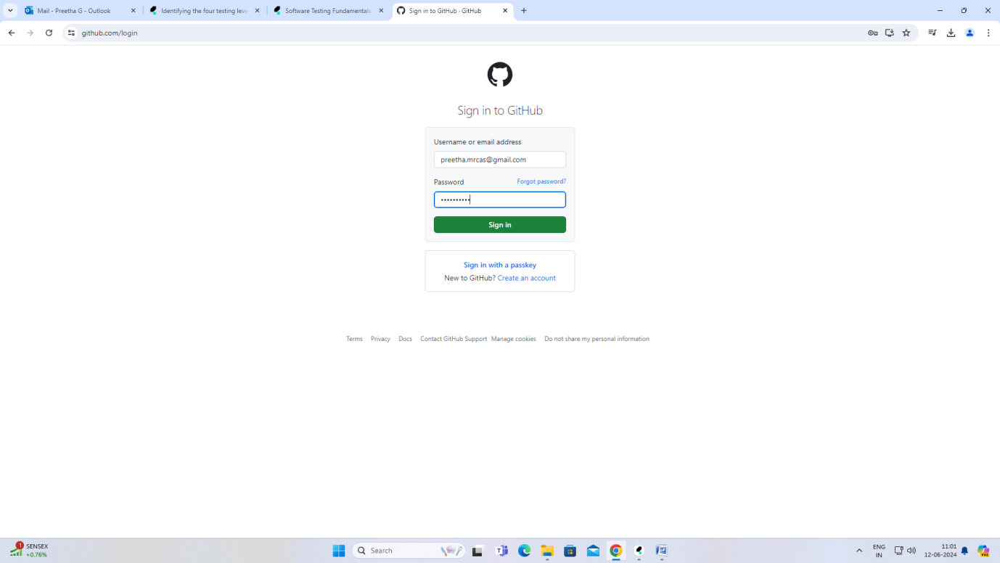 Mail - Preetha G - Outlook
Identifying the four testing leve
Software Testing Fundamentals
Sign in to GitHub · GitHub
github.com/login
Sign in to GitHub
Username or email address
preetha.mrcas@gmail.com
Password Forgot password?
••••••••••
Sign in
Sign in with a passkey
New to GitHub? Create an account
Terms Privacy Docs Contact GitHub Support Manage cookies Do not share my personal information
1 SENSEX
+0.76%
Search
ENG
IN
11:01
12-06-2024
PRE